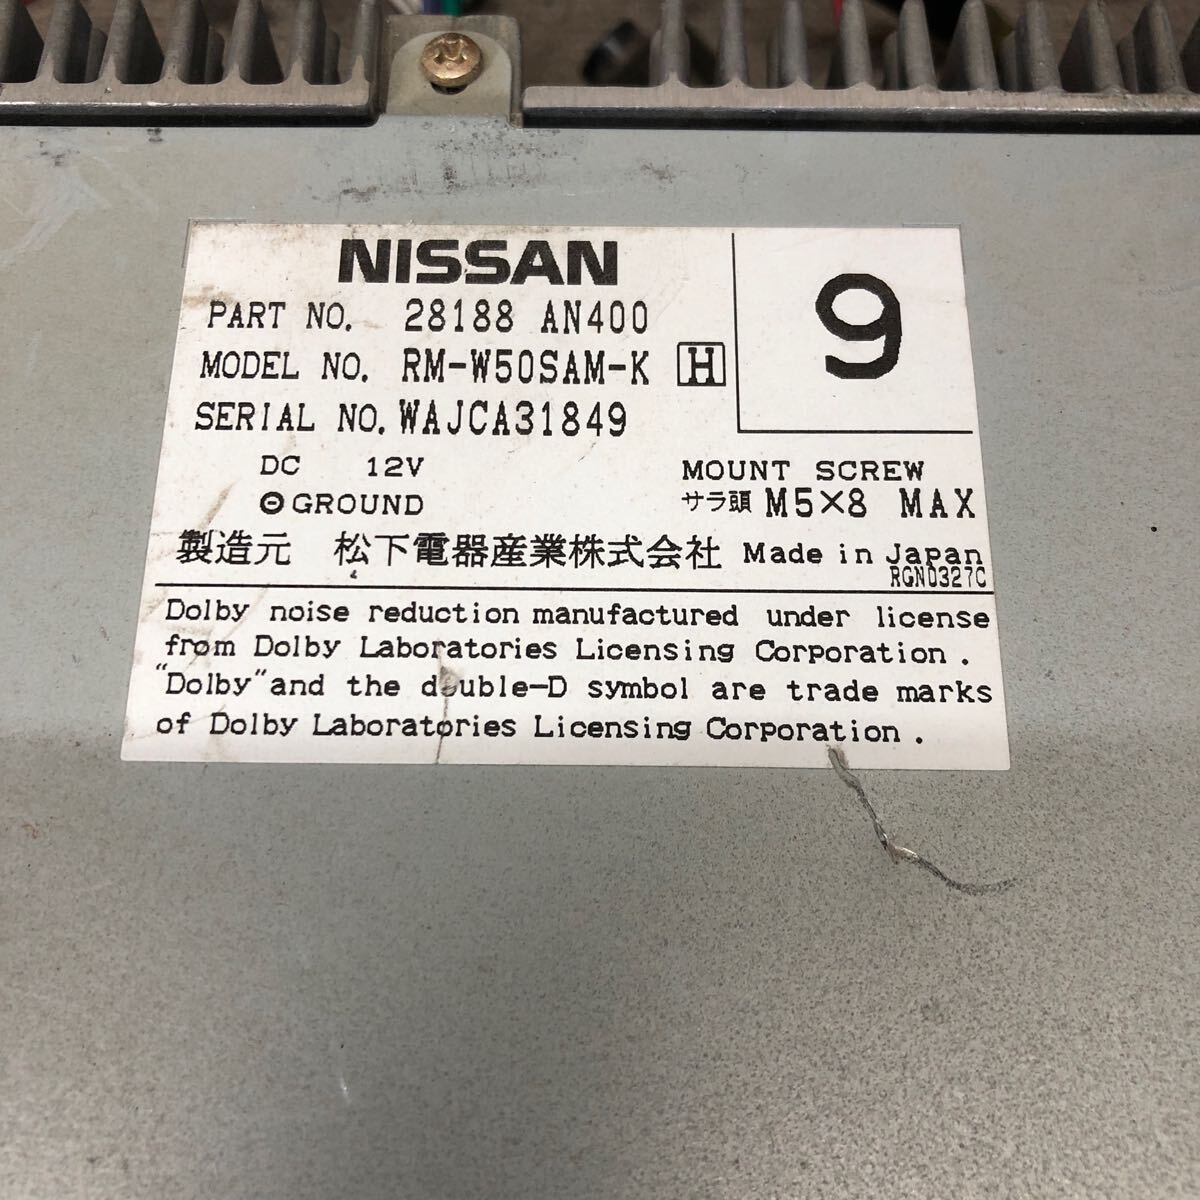 NISSAN
9
PART NO. 28188 AN400
MODEL NO. RM-W50SAM-K H
SERIAL NO. WAJCA31849
DC 12V
⊖ GROUND
MOUNT SCREW
サラ頭 M5×8 MAX
製造元 松下電器産業株式会社 Made in Japan
RGN0327C
Dolby noise reduction manufactured under license
from Dolby Laboratories Licensing Corporation.
"Dolby" and the double-D symbol are trade marks
of Dolby Laboratories Licensing Corporation.